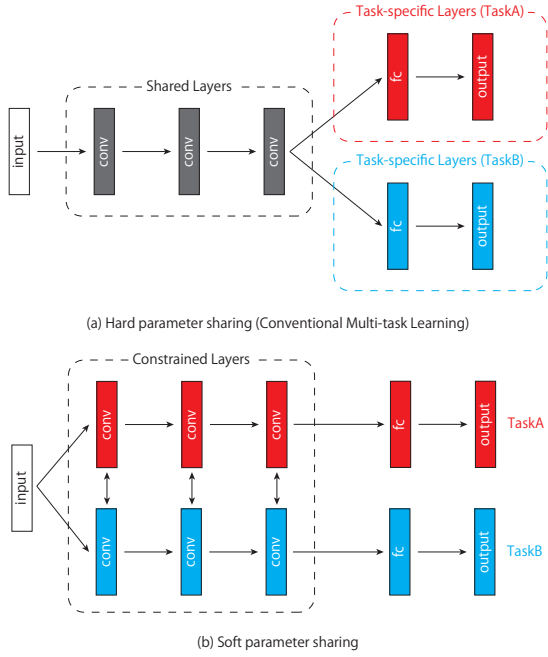 Task-specific Layers (TaskA)
Shared Layers
input
conv
conv
conv
fc
output
Task-specific Layers (TaskB)
fc
output
(a) Hard parameter sharing (Conventional Multi-task Learning)
Constrained Layers
input
conv
conv
conv
fc
output
TaskA
conv
conv
conv
fc
output
TaskB
(b) Soft parameter sharing